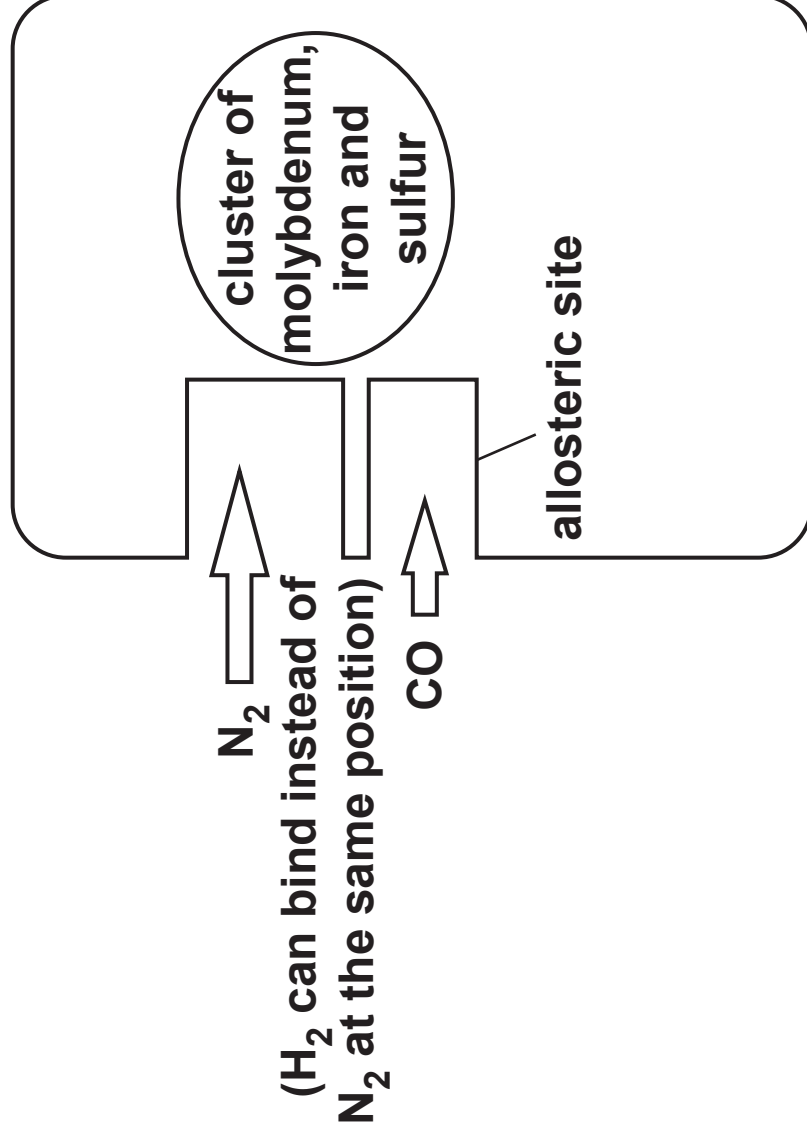 N2
(H2 can bind instead of
N2 at the same position)
CO
cluster of
molybdenum,
iron and
sulfur
allosteric site